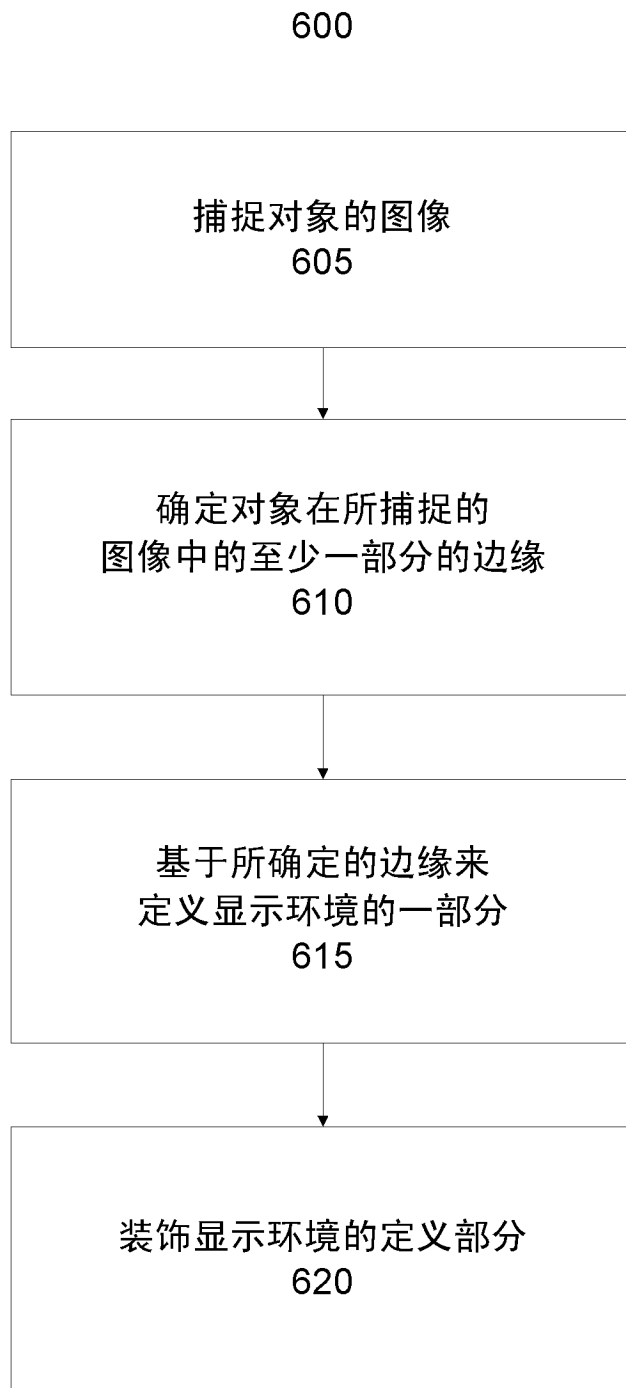 600
捕捉对象的图像
605
确定对象在所捕捉的
图像中的至少一部分的边缘
610
基于所确定的边缘来
定义显示环境的一部分
615
装饰显示环境的定义部分
620